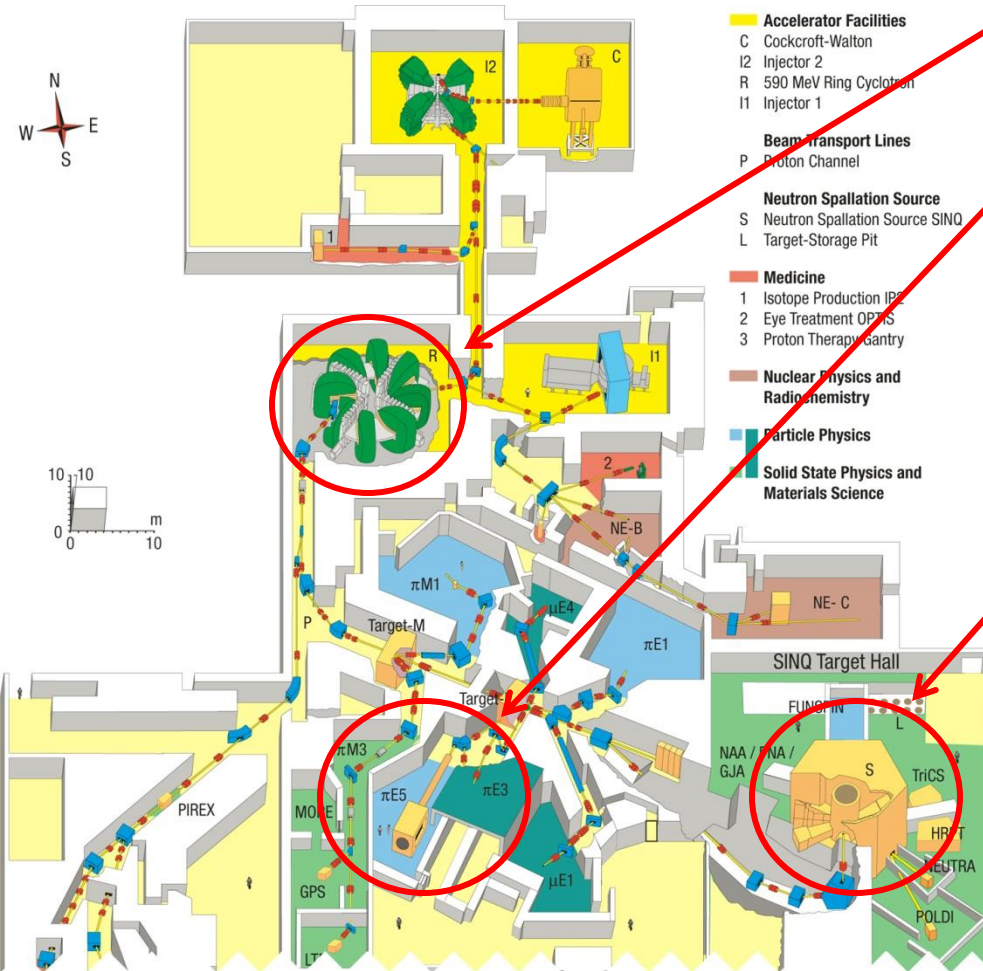 Accelerator Facilities
C Cockcroft-Walton
I2 Injector 2
R 590 MeV Ring Cyclotron
I1 Injector 1
Beam Transport Lines
P Proton Channel
Neutron Spallation Source
S Neutron Spallation Source SINQ
L Target-Storage Pit
Medicine
1 Isotope Production IP2
2 Eye Treatment OPTIS
3 Proton Therapy Gantry
Nuclear Physics and
Radiochemistry
Particle Physics
Solid State Physics and
Materials Science
N
W E
S
I2
C
1
R
I1
2
NE-B
10 10
0 m
0 10
πM1
μE4
NE- C
P
Target-M
πE1
SINQ Target Hall
Target-
FUNSPIN
L
πM3
NAA / PNA /
GJA
S
TriCS
πE3
PIREX
MORE
πE5
HRPT
NEUTRA
μE1
GPS
POLDI